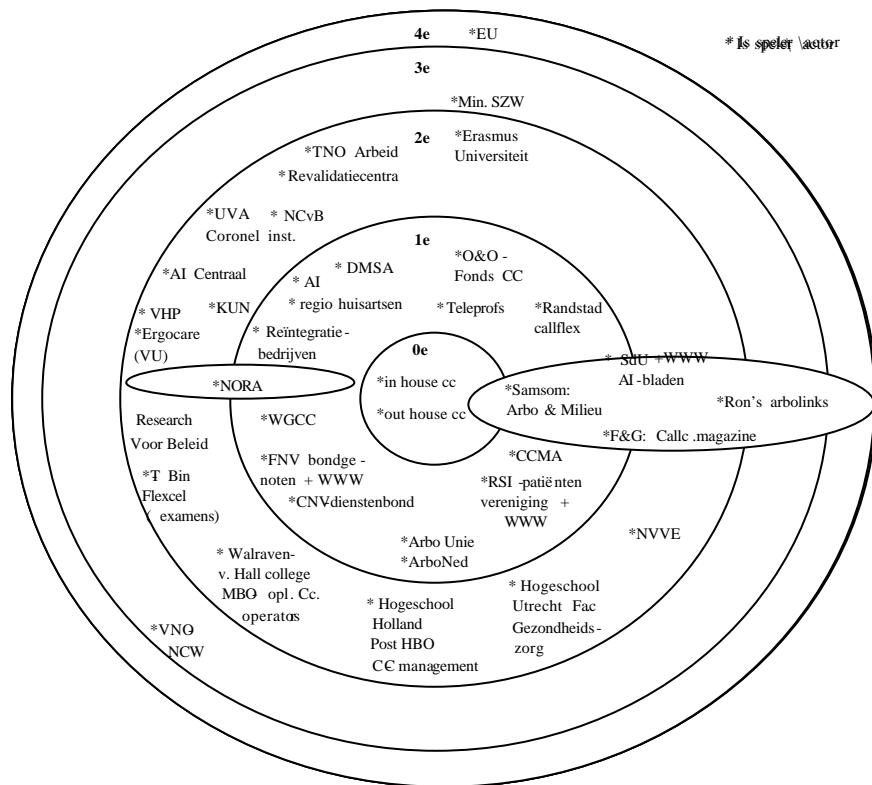 4e
*EU
* Is speler \actor
3e
*Min. SZW
2e
*Erasmus
Universiteit
*TNO Arbeid
* Revalidatiecentra
*UVA
* NCvB
Coronel inst.
1e
*O&O -
Fonds CC
* DMSA
*AI Centraal
* AI
* regio huisartsen
* Teleprofs
*Randstad
callflex
* VHP
*KUN
*Ergocare
(VU)
* Reïntegratie-
bedrijven
0e
* SdU +WWW
AI-bladen
*NORA
*in house cc
*out house cc
*Samsom:
Arbo & Milieu
*Ron's arbolinks
*F&G: Callc .magazine
Research
Voor Beleid
*WGCC
*CCMA
*FNV bondge -
noten + WWW
*CNV-dienstenbond
*RSI -patiënten
vereniging +
WWW
Bin
Flexcel
( examens)
*Arbo Unie
*ArboNed
*NVVE
* Walraven-
v. Hall college
MBO- opl. Cc.
operators
* Hogeschool
Holland
Post HBO
CC- management
* Hogeschool
Utrecht Fac
Gezondheids-
zorg
*VNO-
NCW